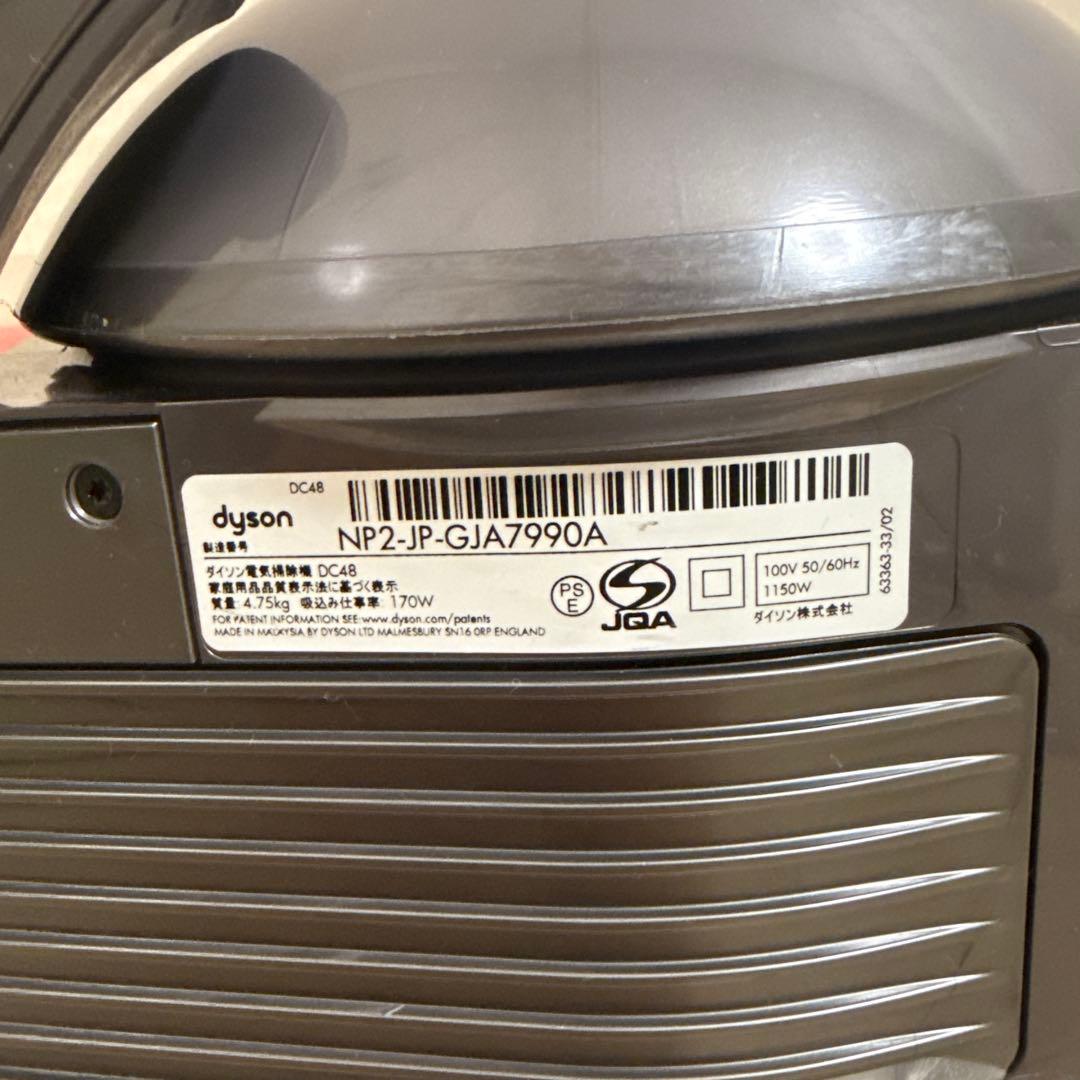 DC48
dyson
製造番号
NP2-JP-GJA7990A
ダイソン電気掃除機 DC48
家庭用品品質表示法に基づく表示
質量: 4.75kg 吸込み仕事率: 170W
FOR PATENT INFORMATION SEE:www.dyson.com/patents
MADE IN MALAYSIA BY DYSON LTD MALMESBURY SN16 0RP ENGLAND
PS
E
JQA
100V 50/60Hz
1150W
ダイソン株式会社
63363-33/02